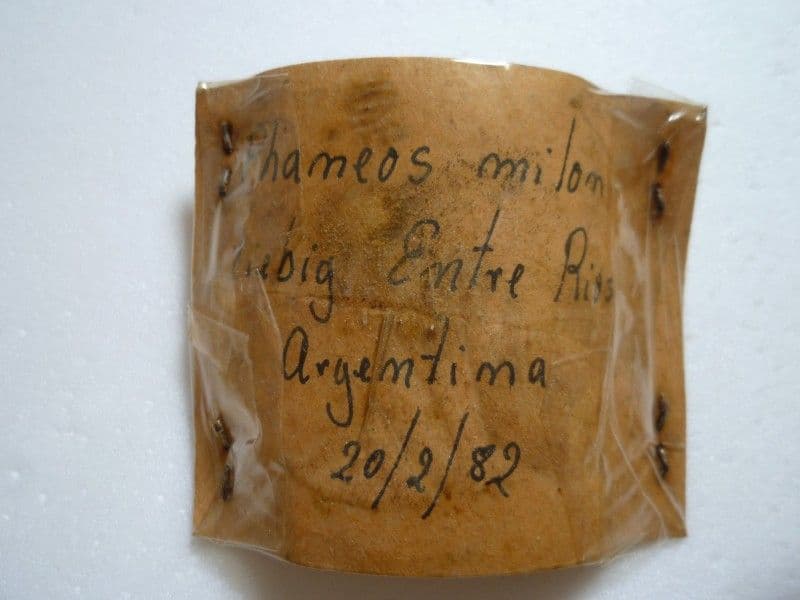 Phaneos milon
Liebig Entre Rios
Argentina
20/2/82